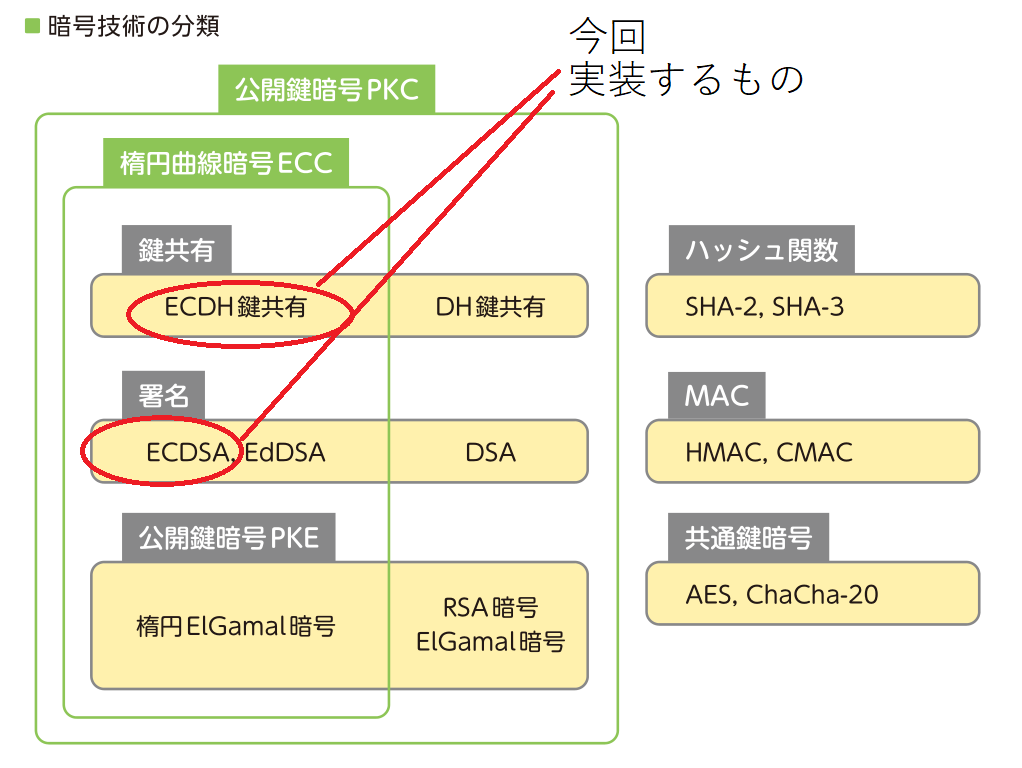 暗号技術の分類
今回
実装するもの
公開鍵暗号PKC
楕円曲線暗号ECC
鍵共有
ECDH鍵共有
DH鍵共有
署名
ECDSA, EdDSA
DSA
公開鍵暗号PKE
楕円ElGamal暗号
RSA暗号
ElGamal暗号
ハッシュ関数
SHA-2, SHA-3
MAC
HMAC, CMAC
共通鍵暗号
AES, ChaCha-20